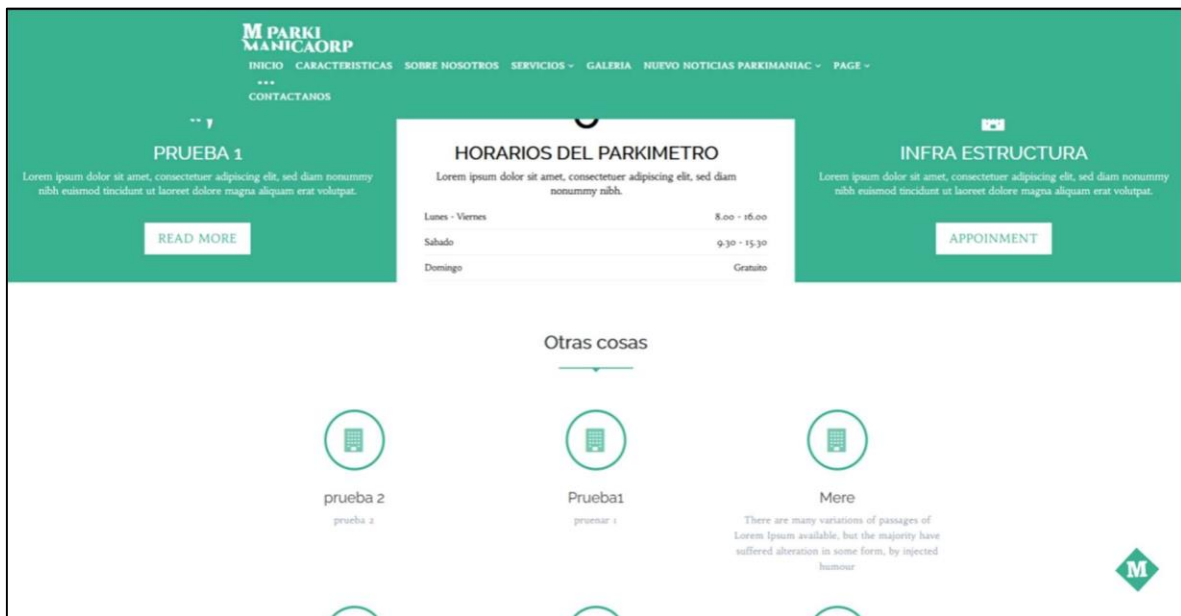 M PARKI
MANICAORP
INICIO CARACTERISTICAS SOBRE NOSOTROS SERVICIOS GALERIA NUEVO NOTICIAS PARKIMANIAC PAGE
...
CONTACTANOS
PRUEBA 1
Lorem ipsum dolor sit amet, consectetuer adipiscing elit, sed diam nonummy
nibh euismod tincidunt ut laoreet dolore magna aliquam erat volutpat.
READ MORE
HORARIOS DEL PARKIMETRO
Lorem ipsum dolor sit amet, consectetuer adipiscing elit, sed diam
nonummy nibh.
Lunes - Viernes 8.00 - 16.00
Sabado 9.30 - 15.30
Domingo Gratuito
INFRA ESTRUCTURA
Lorem ipsum dolor sit amet, consectetuer adipiscing elit, sed diam nonummy
nibh euismod tincidunt ut laoreet dolore magna aliquam erat volutpat.
APPOINMENT
Otras cosas
prueba 2
prueba 2
Prueba1
pruenar 1
Mere
There are many variations of passages of
Lorem Ipsum available, but the majority have
suffered alteration in some form, by injected
humour
M